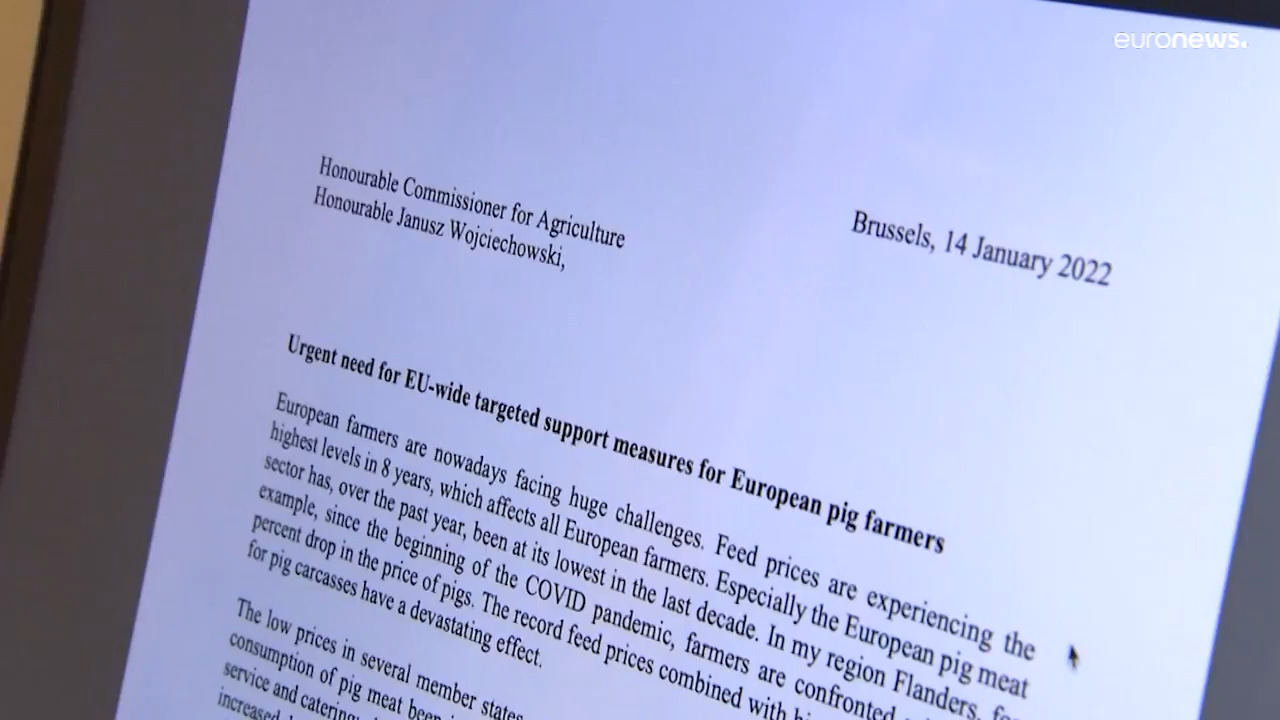 euronews.
Honourable Commissioner for Agriculture
Honourable Janusz Wojciechowski,
Brussels, 14 January 2022
Urgent need for EU-wide targeted support measures for European pig farmers
European farmers are nowadays facing huge challenges. Feed prices are experiencing the
highest levels in 8 years, which affects all European farmers. Especially the European pig meat
sector has, over the past year, been at its lowest in the last decade. In my region Flanders,
example, since the beginning of the COVID pandemic, farmers are confronted
percent drop in the price of pigs. The record feed prices combined with
for pig carcasses have a devastating effect.
The low prices in several member states
consumption of pig meat been
service and catering
increased